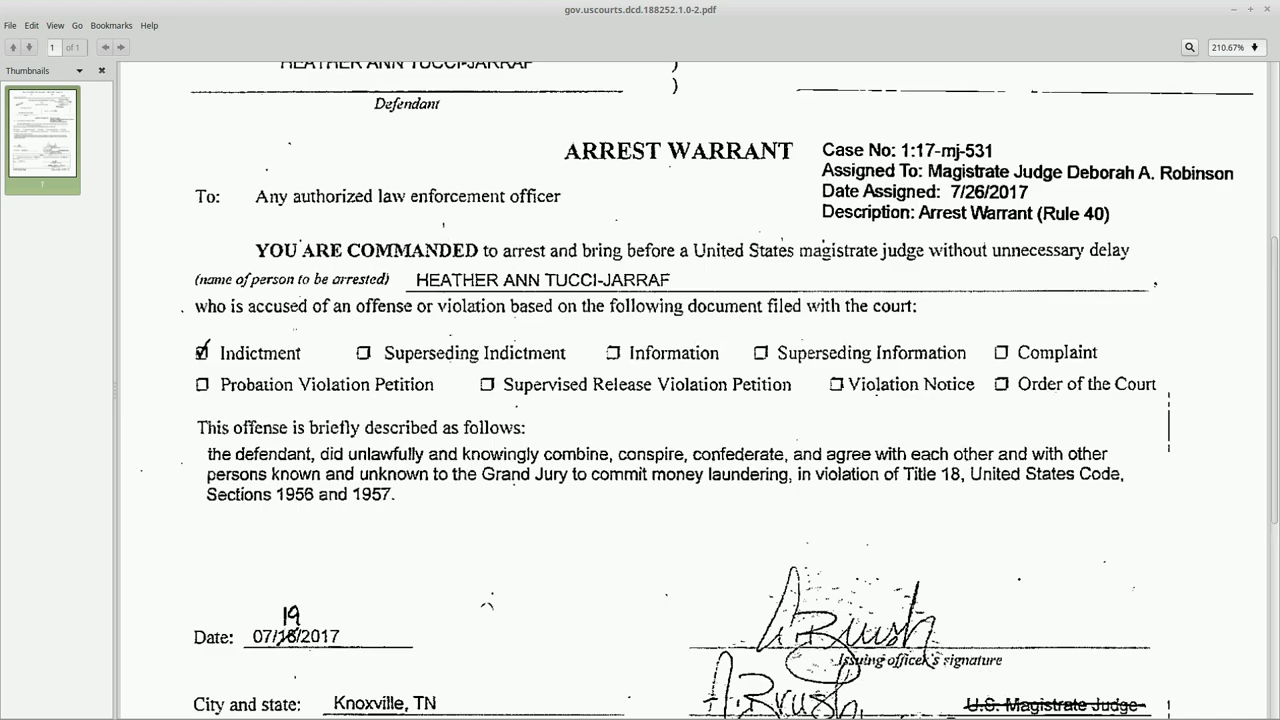 gov.uscourts.dcd.188252.1.0-2.pdf
File Edit View Go Bookmarks Help
1 of 1 210.67%
Thumbnails
HEATHER ANN TUCCI-JARRAF )
)
Defendant
ARREST WARRANT
Case No: 1:17-mj-531
Assigned To: Magistrate Judge Deborah A. Robinson
Date Assigned: 7/26/2017
Description: Arrest Warrant (Rule 40)
To: Any authorized law enforcement officer
YOU ARE COMMANDED to arrest and bring before a United States magistrate judge without unnecessary delay
(name of person to be arrested) HEATHER ANN TUCCI-JARRAF ,
who is accused of an offense or violation based on the following document filed with the court:
Indictment Superseding Indictment Information Superseding Information Complaint
Probation Violation Petition Supervised Release Violation Petition Violation Notice Order of the Court
This offense is briefly described as follows:
the defendant, did unlawfully and knowingly combine, conspire, confederate, and agree with each other and with other
persons known and unknown to the Grand Jury to commit money laundering, in violation of Title 18, United States Code,
Sections 1956 and 1957.
19
Date: 07/18/2017
Issuing officer's signature
City and state: Knoxville, TN U.S. Magistrate Judge
1